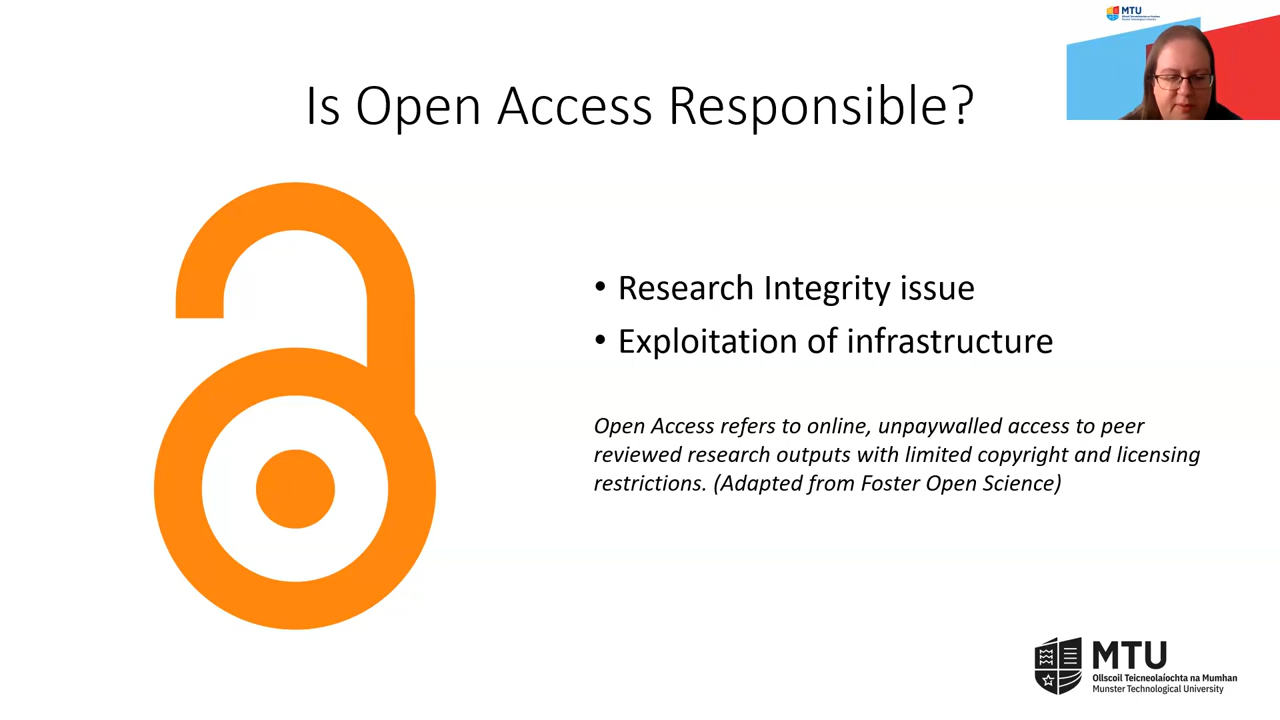 MTU
Is Open Access Responsible?
• Research Integrity issue
• Exploitation of infrastructure
Open Access refers to online, unpaywalled access to peer
reviewed research outputs with limited copyright and licensing
restrictions. (Adapted from Foster Open Science)
MTU
Ollscoil Teicneolaíochta na Mumhan
Munster Technological University